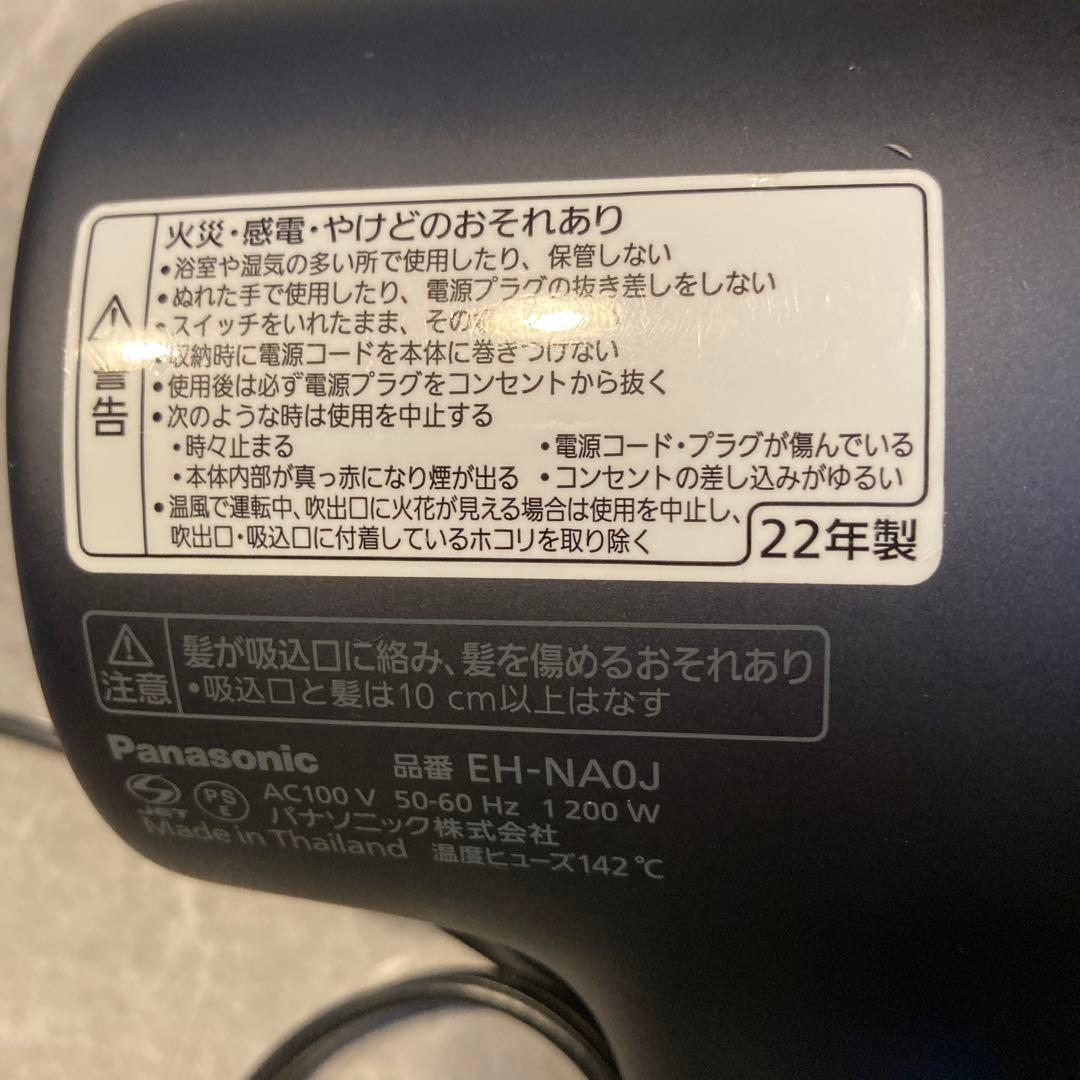 警告
火災・感電・やけどのおそれあり
•浴室や湿気の多い所で使用したり、保管しない
•ぬれた手で使用したり、電源プラグの抜き差しをしない
•スイッチをいれたまま、その
•収納時に電源コードを本体に巻きつけない
•使用後は必ず電源プラグをコンセントから抜く
•次のような時は使用を中止する
•時々止まる •電源コード・プラグが傷んでいる
•本体内部が真っ赤になり煙が出る •コンセントの差し込みがゆるい
•温風で運転中、吹出口に火花が見える場合は使用を中止し、
吹出口・吸込口に付着しているホコリを取り除く
22年製
注意
髪が吸込口に絡み、髪を傷めるおそれあり
•吸込口と髪は10 cm以上はなす
Panasonic 品番 EH-NA0J
JET PSE AC100 V 50-60 Hz 1 200 W
パナソニック株式会社
Made in Thailand 温度ヒューズ142℃